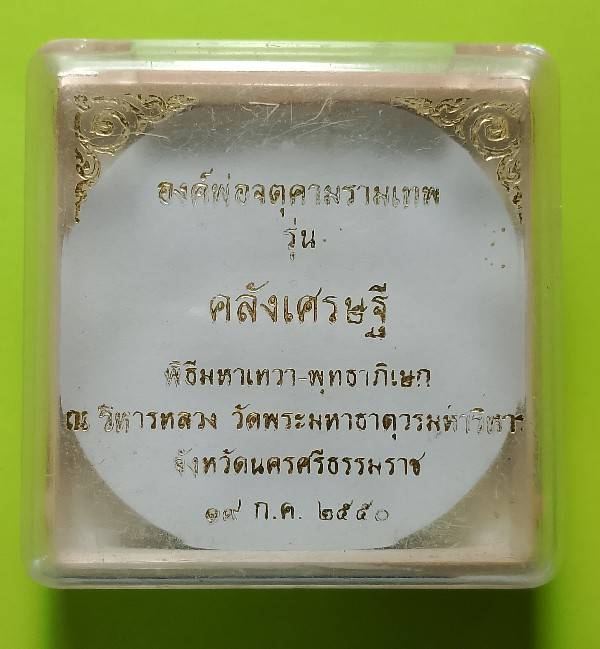 องค์พ่อจตุคามรามเทพ
รุ่น
คลังเศรษฐี
พิธีมหาเทวา-พุทธาภิเษก
ณ วิหารหลวง วัดพระมหาธาตุวรมหาวิหาร
จังหวัดนครศรีธรรมราช
๑๙ ก.ค. ๒๕๕๐